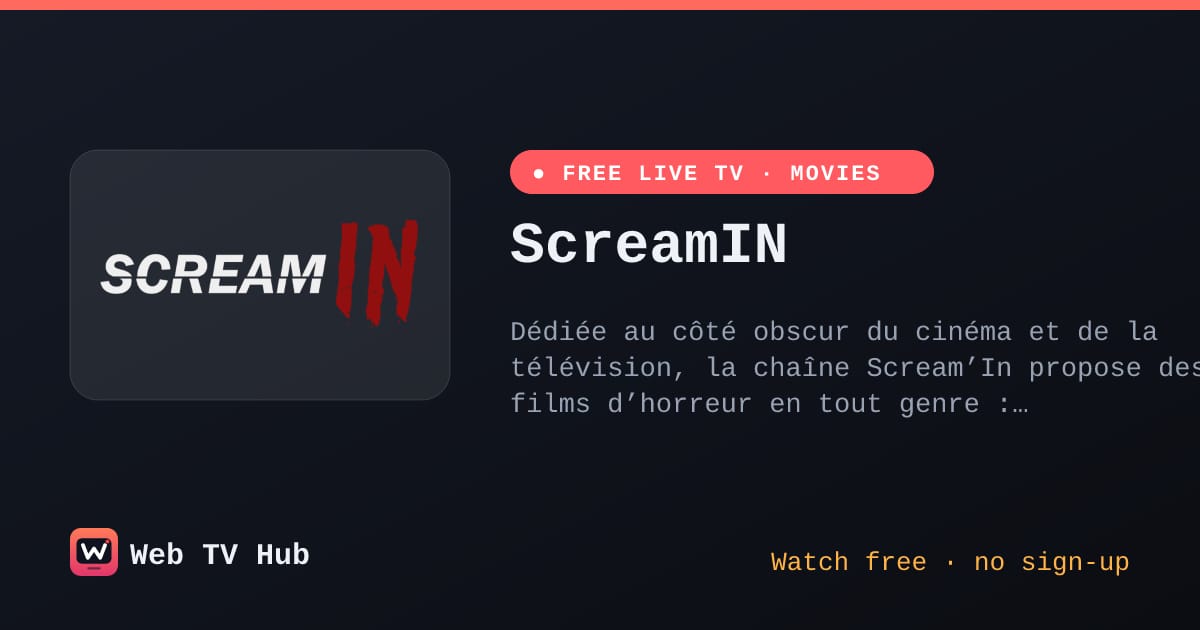 SCREAM IN
● FREE LIVE TV · MOVIES
ScreamIN
Dédiée au côté obscur du cinéma et de la
télévision, la chaîne Scream’In propose des
films d’horreur en tout genre :…
Web TV Hub
Watch free · no sign-up